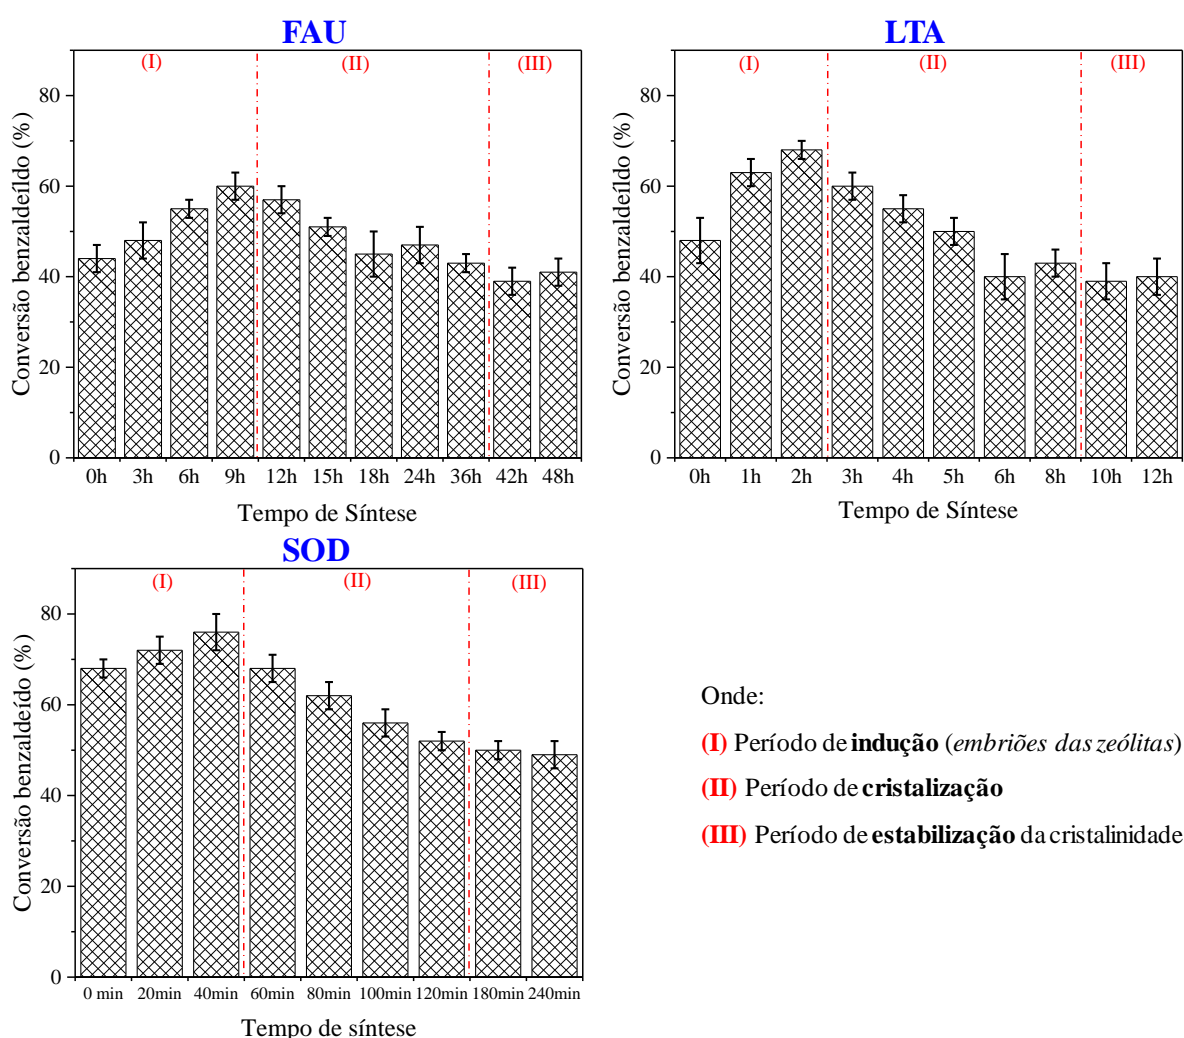 FAU
(I) (II) (III)
Conversão benzaldeíldo (%)
80
60
40
20
0
0h 3h 6h 9h 12h 15h 18h 24h 36h 42h 48h
Tempo de Síntese
LTA
(I) (II) (III)
Conversão benzaldeíldo (%)
80
60
40
20
0
0h 1h 2h 3h 4h 5h 6h 8h 10h 12h
Tempo de Síntese
SOD
(I) (II) (III)
Conversão benzaldeído (%)
80
60
40
20
0
0 min 20min 40min 60min 80min 100min 120min 180min 240min
Tempo de síntese
Onde:
(I) Período de indução (embriões das zeólitas)
(II) Período de cristalização
(III) Período de estabilização da cristalinidade